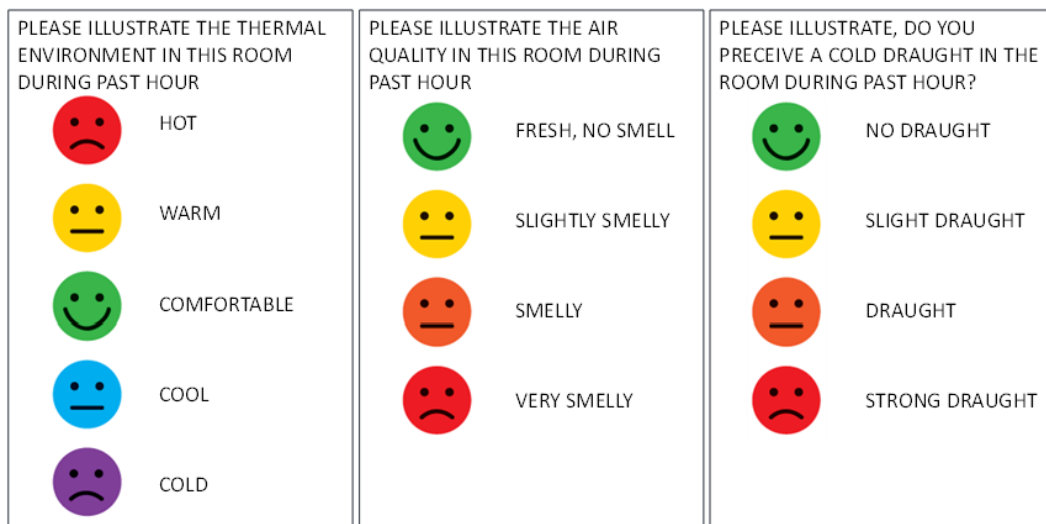 PLEASE ILLUSTRATE THE THERMAL
ENVIRONMENT IN THIS ROOM
DURING PAST HOUR
HOT
WARM
COMFORTABLE
COOL
COLD
PLEASE ILLUSTRATE THE AIR
QUALITY IN THIS ROOM DURING
PAST HOUR
FRESH, NO SMELL
SLIGHTLY SMELLY
SMELLY
VERY SMELLY
PLEASE ILLUSTRATE, DO YOU
PRECEIVE A COLD DRAUGHT IN THE
ROOM DURING PAST HOUR?
NO DRAUGHT
SLIGHT DRAUGHT
DRAUGHT
STRONG DRAUGHT